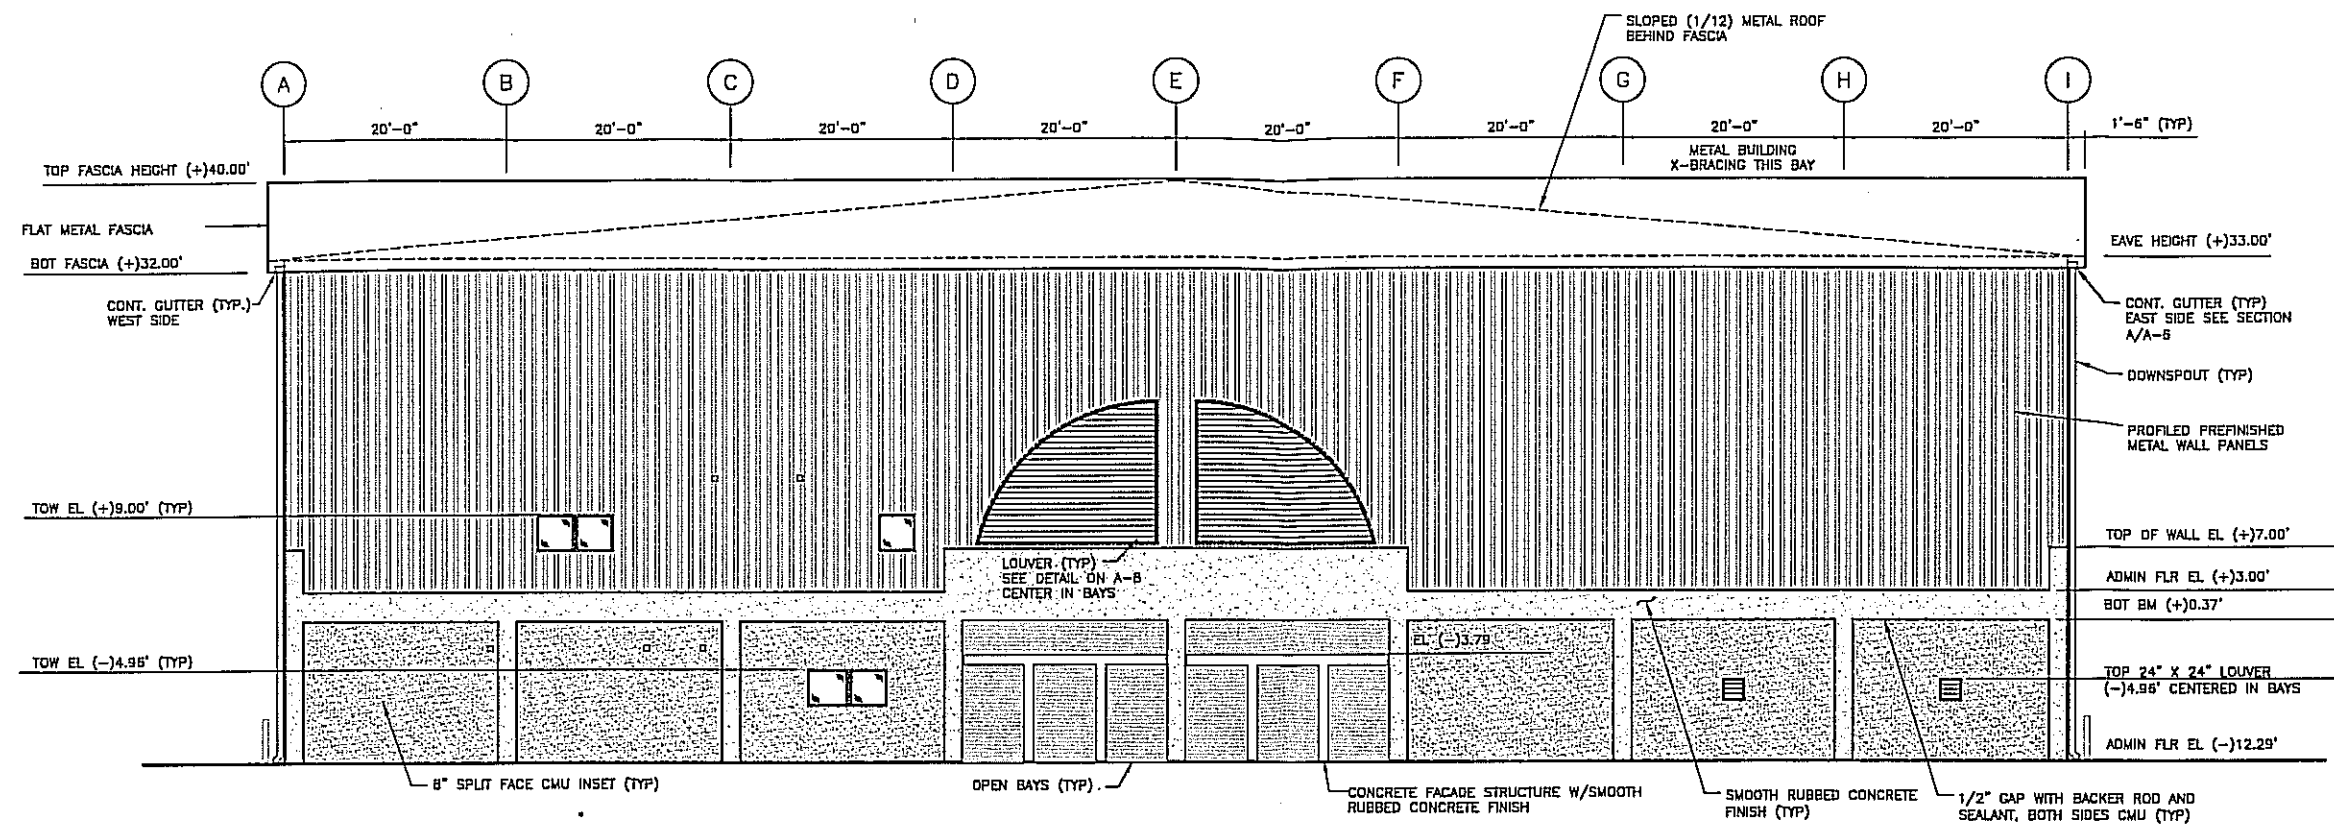 SLOPED (1/12) METAL ROOF
BEHIND FASCIA
A
B
C
D
E
F
G
H
I
20'-0"
20'-0"
20'-0"
20'-0"
20'-0"
20'-0"
20'-0"
20'-0"
1'-6" (TYP)
METAL BUILDING
X-BRACING THIS BAY
TOP FASCIA HEIGHT (+)40.00'
FLAT METAL FASCIA
BOT FASCIA (+)32.00'
EAVE HEIGHT (+)33.00'
CONT. GUTTER (TYP.)
WEST SIDE
CONT. GUTTER (TYP)
EAST SIDE SEE SECTION
A/A-6
DOWNSPOUT (TYP)
PROFILED PREFINISHED
METAL WALL PANELS
TOW EL (+)9.00' (TYP)
TOP OF WALL EL (+)7.00'
LOUVER (TYP)
SEE DETAIL ON A-8
CENTER IN BAYS
ADMIN FLR EL (+)3.00'
BOT BM (+)0.37'
EL (-)3.79
TOW EL (-)4.96' (TYP)
TOP 24" X 24" LOUVER
(-)4.96' CENTERED IN BAYS
ADMIN FLR EL (-)12.29'
8" SPLIT FACE CMU INSET (TYP)
OPEN BAYS (TYP).
CONCRETE FACADE STRUCTURE W/SMOOTH
RUBBED CONCRETE FINISH
SMOOTH RUBBED CONCRETE
FINISH (TYP)
1/2" GAP WITH BACKER ROD AND
SEALANT, BOTH SIDES CMU (TYP)